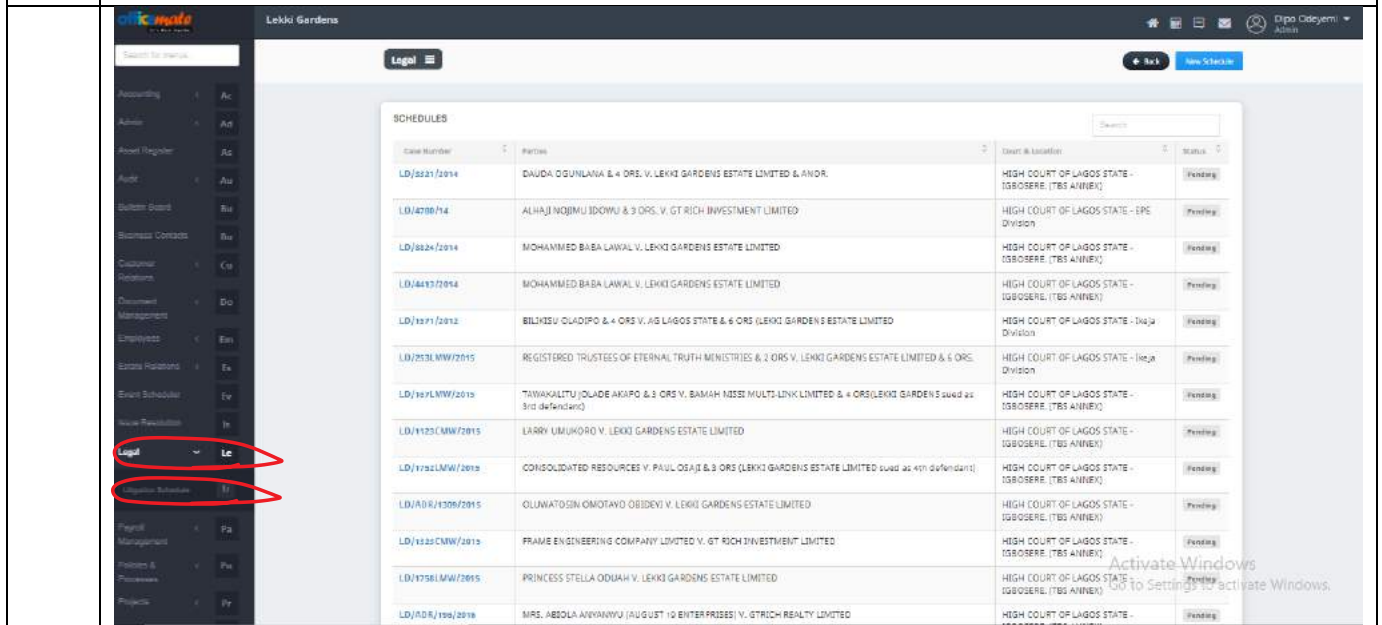 officemate
Lekki Gardens
Dipo Odeyemi
Admin
Search for menus
Legal
Back
New Schedule
Accounting Ac
Admin Ad
Asset Register As
Audit Au
Bulletin Board Bu
Business Contacts Bu
Customer Relations Cu
Document Management Do
Employees Em
Estate Relations Es
Event Scheduler Ev
Issue Resolution Is
Legal Le
Litigation Schedule
Payroll Management Pa
Policies & Processes Po
Projects Pr
SCHEDULES
Search
Case Number Parties Court & Location Status
DAUDA OGUNLANA & 4 ORS. V. LEKKI GARDENS ESTATE LIMITED & ANOR. HIGH COURT OF LAGOS STATE - Pending
IGBOSERE. (TBS ANNEX)
LD/4780/14 ALHAJI NOJIMU IDOWU & 3 ORS. V. GT RICH INVESTMENT LIMITED HIGH COURT OF LAGOS STATE - EPE Pending
Division
LD/8824/2014 MOHAMMED BABA LAWAL V. LEKKI GARDENS ESTATE LIMITED HIGH COURT OF LAGOS STATE - Pending
IGBOSERE. (TBS ANNEX)
LD/4413/2014 MOHAMMED BABA LAWAL V. LEKKI GARDENS ESTATE LIMITED HIGH COURT OF LAGOS STATE - Pending
IGBOSERE. (TBS ANNEX)
LD/1571/2012 BILIKISU OLADIPO & 4 ORS V. AG LAGOS STATE & 6 ORS (LEKKI GARDENS ESTATE LIMITED HIGH COURT OF LAGOS STATE - Ikeja Pending
Division
LD/253LMW/2015 REGISTERED TRUSTEES OF ETERNAL TRUTH MINISTRIES & 2 ORS V. LEKKI GARDENS ESTATE LIMITED & 6 ORS. HIGH COURT OF LAGOS STATE - Ikeja Pending
Division
LD/167LMW/2015 TAWAKALITU JOLADE AKAPO & 3 ORS V. BAMAH NISSI MULTI-LINK LIMITED & 4 ORS(LEKKI GARDENS sued as HIGH COURT OF LAGOS STATE - Pending
3rd defendant) IGBOSERE. (TBS ANNEX)
LD/1123CMW/2015 LARRY UMUKORO V. LEKKI GARDENS ESTATE LIMITED HIGH COURT OF LAGOS STATE - Pending
IGBOSERE. (TBS ANNEX)
LD/1752LMW/2015 CONSOLIDATED RESOURCES V. PAUL OSAJI & 3 ORS (LEKKI GARDENS ESTATE LIMITED sued as 4th defendant) HIGH COURT OF LAGOS STATE - Pending
IGBOSERE. (TBS ANNEX)
LD/ADR/1309/2015 OLUWATOSIN OMOTAYO OBIDEYI V. LEKKI GARDENS ESTATE LIMITED HIGH COURT OF LAGOS STATE - Pending
IGBOSERE. (TBS ANNEX)
LD/1525CMW/2015 FRAME ENGINEERING COMPANY LIMITED V. GT RICH INVESTMENT LIMITED HIGH COURT OF LAGOS STATE - Pending
IGBOSERE. (TBS ANNEX)
LD/1758LMW/2015 PRINCESS STELLA ODUAH V. LEKKI GARDENS ESTATE LIMITED HIGH COURT OF LAGOS STATE - Pending
IGBOSERE. (TBS ANNEX)
MRS. ABIOLA ANYANWU (AUGUST 10 ENTERPRISES) V. GTRICH REALTY LIMITED HIGH COURT OF LAGOS STATE - Pending
Activate Windows
Go to Settings to activate Windows.